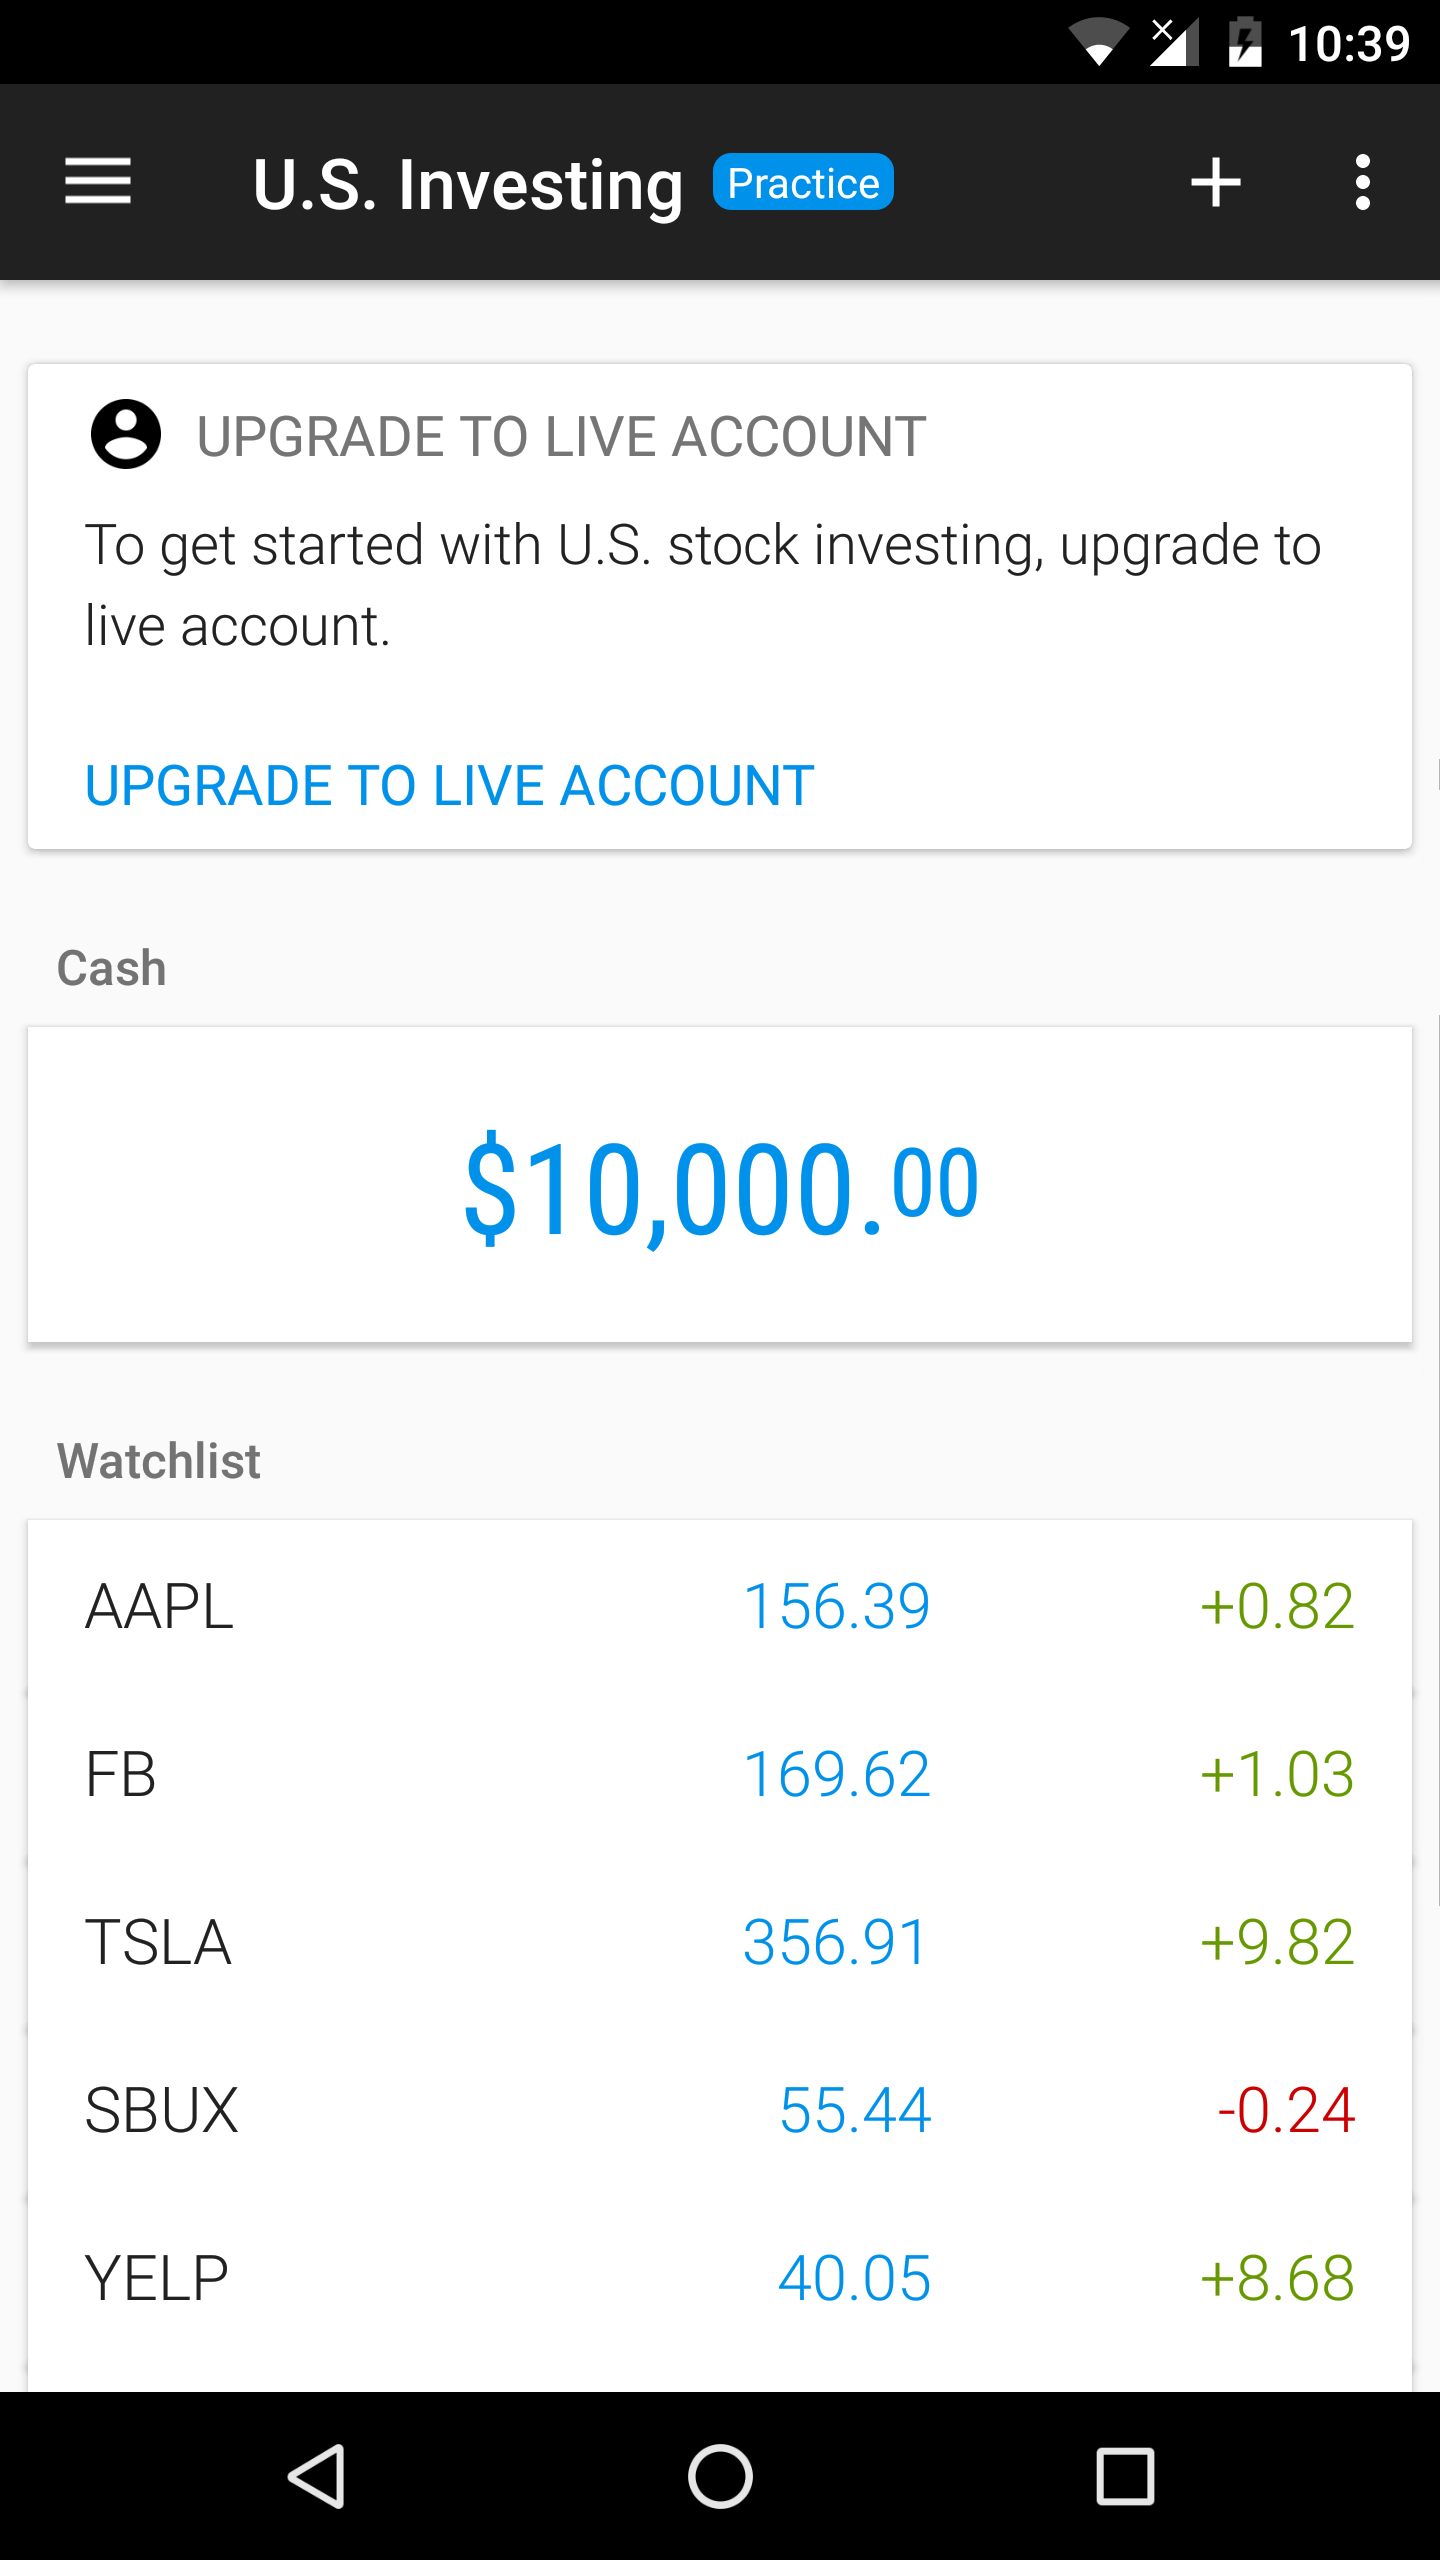 10:39
U.S. Investing Practice
UPGRADE TO LIVE ACCOUNT
To get started with U.S. stock investing, upgrade to
live account.
UPGRADE TO LIVE ACCOUNT
Cash
$10,000.00
Watchlist
AAPL 156.39 +0.82
FB 169.62 +1.03
TSLA 356.91 +9.82
SBUX 55.44 -0.24
YELP 40.05 +8.68